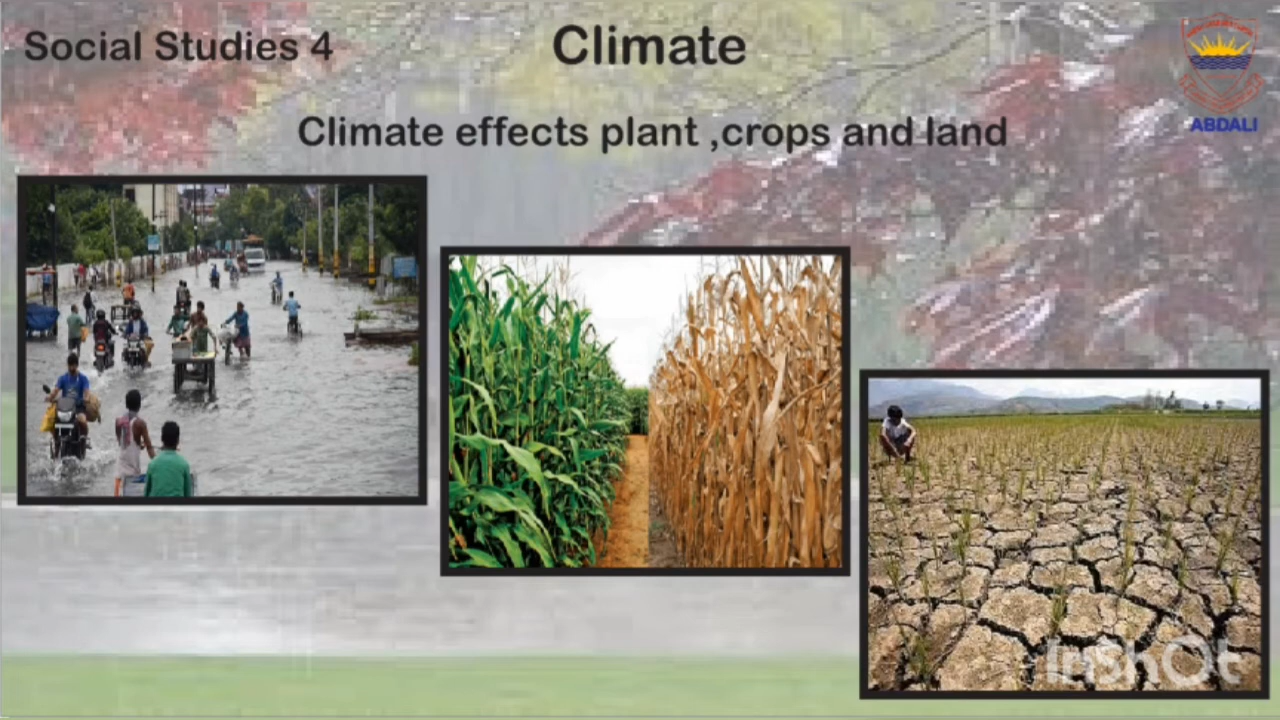 Social Studies 4
Climate
ABDALI
Climate effects plant ,crops and land
InShOt